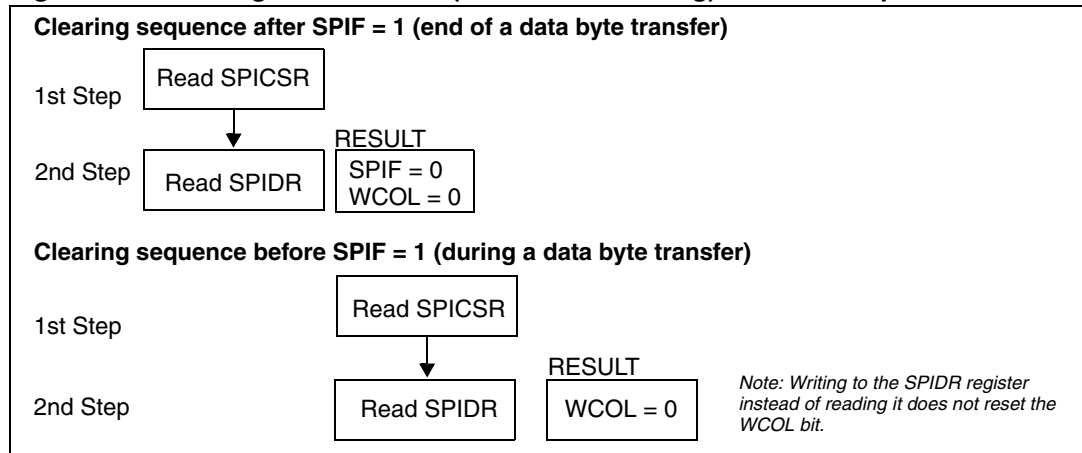 Clearing sequence after SPIF = 1 (end of a data byte transfer)
1st Step
Read SPICSR
2nd Step
Read SPIDR
RESULT
SPIF = 0
WCOL = 0
Clearing sequence before SPIF = 1 (during a data byte transfer)
1st Step
Read SPICSR
2nd Step
Read SPIDR
RESULT
WCOL = 0
Note: Writing to the SPIDR register
instead of reading it does not reset the
WCOL bit.